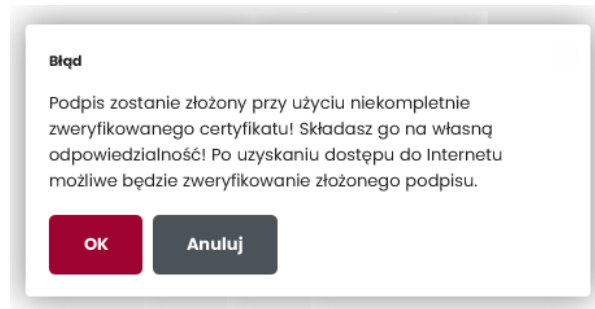 Błąd
Podpis zostanie złożony przy użyciu niekompletnie
zweryfikowanego certyfikatu! Składasz go na własną
odpowiedzialność! Po uzyskaniu dostępu do Internetu
możliwe będzie zweryfikowanie złożonego podpisu.
OK Anuluj